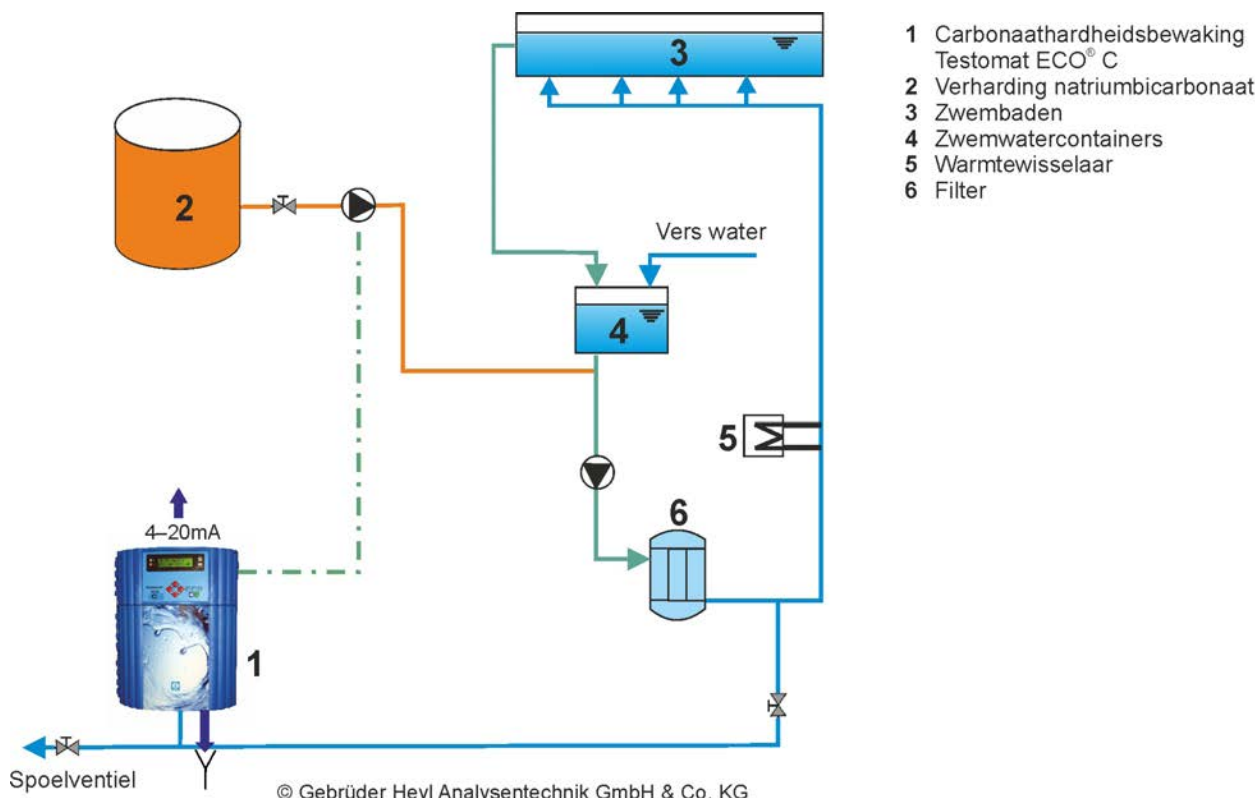 1 Carbonaathardheidsbewaking
Testomat ECO® C
2 Verharding natriumbicarbonaat
3 Zwembaden
4 Zwemwatercontainers
5 Warmtewisselaar
6 Filter
3
2
Vers water
4
5
6
4–20mA
1
Spoelventiel
© Gebrüder Heyl Analysentechnik GmbH & Co. KG